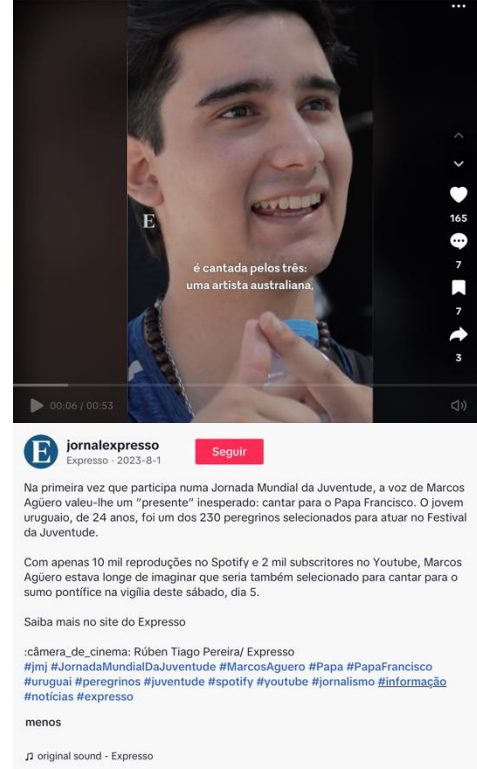 E
é cantada pelos três:
uma artista australiana,
165
7
7
3
00:06 / 00:53
E
jornalexpresso
Expresso · 2023-8-1
Seguir
Na primeira vez que participa numa Jornada Mundial da Juventude, a voz de Marcos
Agüero valeu-lhe um “presente” inesperado: cantar para o Papa Francisco. O jovem
uruguaio, de 24 anos, foi um dos 230 peregrinos selecionados para atuar no Festival
da Juventude.
Com apenas 10 mil reproduções no Spotify e 2 mil subscritores no Youtube, Marcos
Agüero estava longe de imaginar que seria também selecionado para cantar para o
sumo pontífice na vigília deste sábado, dia 5.
Saiba mais no site do Expresso
:câmera_de_cinema: Rúben Tiago Pereira/ Expresso
#jmj #JornadaMundialDaJuventude #MarcosAguero #Papa #PapaFrancisco
#uruguai #peregrinos #juventude #spotify #youtube #jornalismo #informação
#notícias #expresso
menos
original sound - Expresso